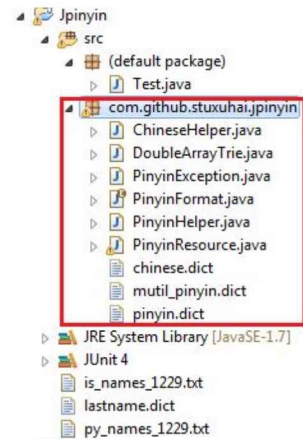 Jpinyin
src
(default package)
Test.java
com.github.stuxuhai.jpinyin
ChineseHelper.java
DoubleArrayTrie.java
PinyinException.java
PinyinFormat.java
PinyinHelper.java
PinyinResource.java
chinese.dict
mutil_pinyin.dict
pinyin.dict
JRE System Library [JavaSE-1.7]
JUnit 4
is_names_1229.txt
lastname.dict
py_names_1229.txt